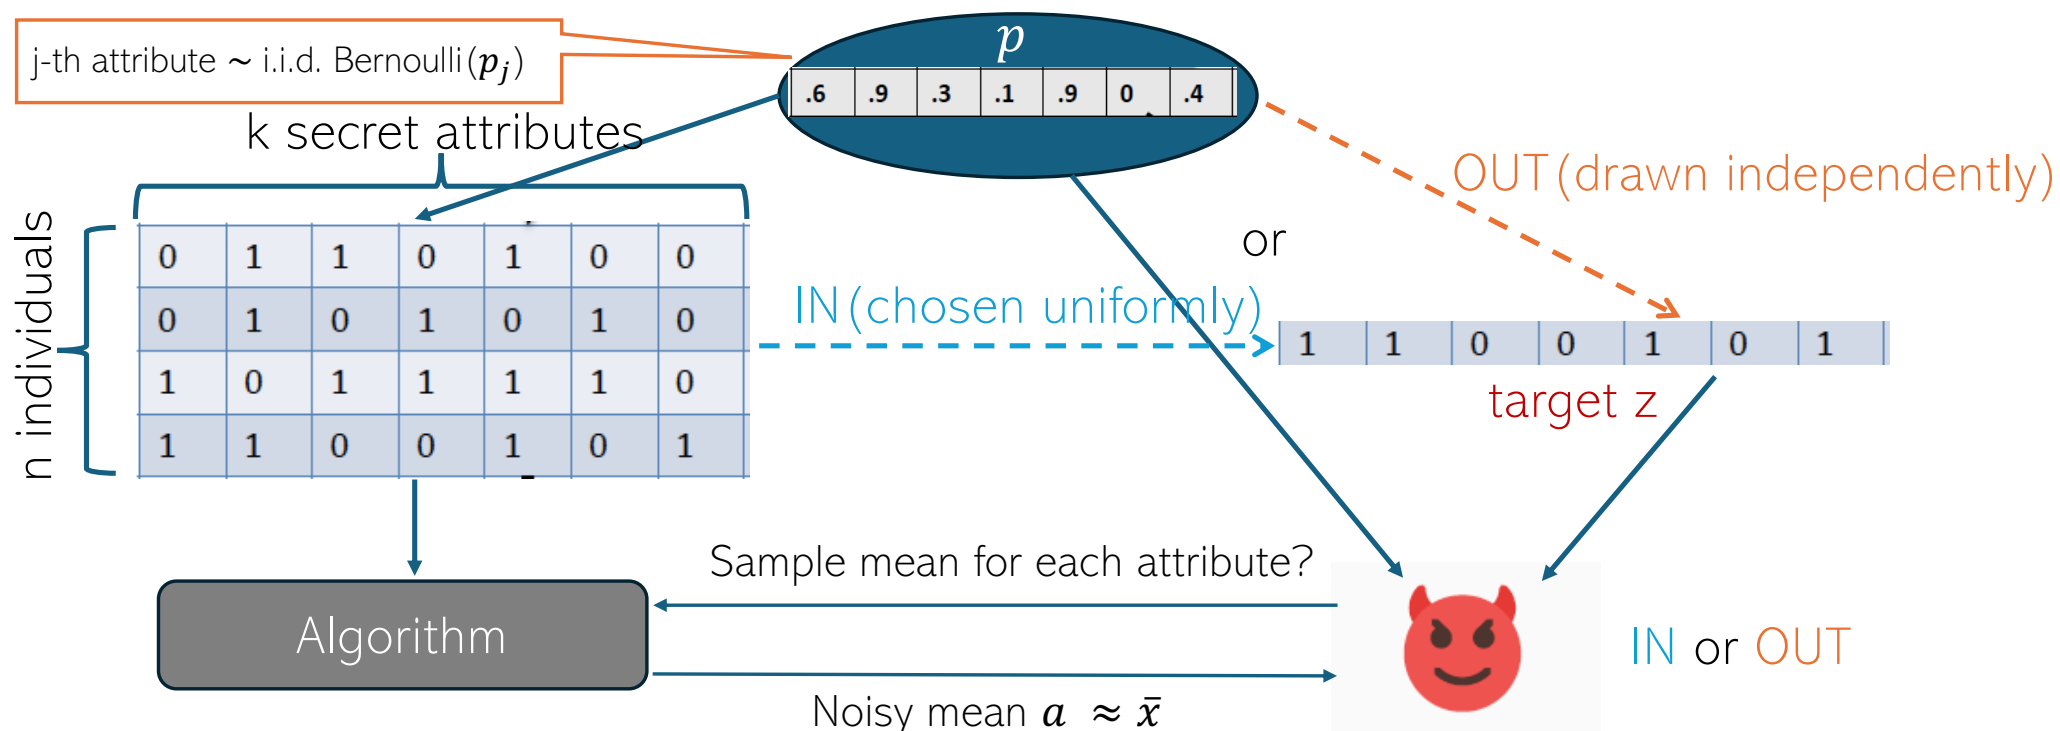 p
j-th attribute ~ i.i.d. Bernoulli(p_j)
.6 .9 .3 .1 .9 0 .4
k secret attributes
OUT(drawn independently)
n individuals
0 1 1 0 1 0 0
0 1 0 1 0 1 0
1 0 1 1 1 1 0
1 1 0 0 1 0 1
or
IN(chosen uniformly)
1 1 0 0 1 0 1
target z
Sample mean for each attribute?
Algorithm
IN or OUT
Noisy mean a ≈ x̄